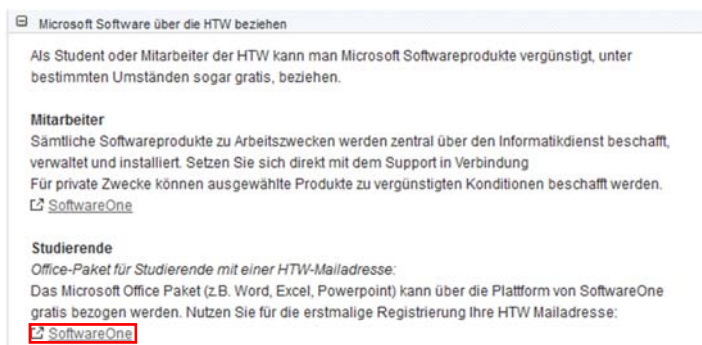 Microsoft Software über die HTW beziehen
Als Student oder Mitarbeiter der HTW kann man Microsoft Softwareprodukte vergünstigt, unter
bestimmten Umständen sogar gratis, beziehen.
Mitarbeiter
Sämtliche Softwareprodukte zu Arbeitszwecken werden zentral über den Informatikdienst beschafft,
verwaltet und installiert. Setzen Sie sich direkt mit dem Support in Verbindung
Für private Zwecke können ausgewählte Produkte zu vergünstigten Konditionen beschafft werden.
SoftwareOne
Studierende
Office-Paket für Studierende mit einer HTW-Mailadresse:
Das Microsoft Office Paket (z.B. Word, Excel, Powerpoint) kann über die Plattform von SoftwareOne
gratis bezogen werden. Nutzen Sie für die erstmalige Registrierung Ihre HTW Mailadresse:
SoftwareOne